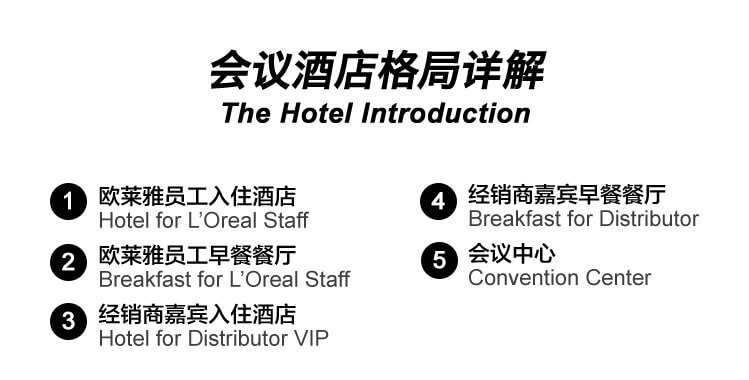 会议酒店格局详解
The Hotel Introduction
1 欧莱雅员工入住酒店
Hotel for L'Oreal Staff
2 欧莱雅员工早餐餐厅
Breakfast for L'Oreal Staff
3 经销商嘉宾入住酒店
Hotel for Distributor VIP
4 经销商嘉宾早餐餐厅
Breakfast for Distributor
5 会议中心
Convention Center